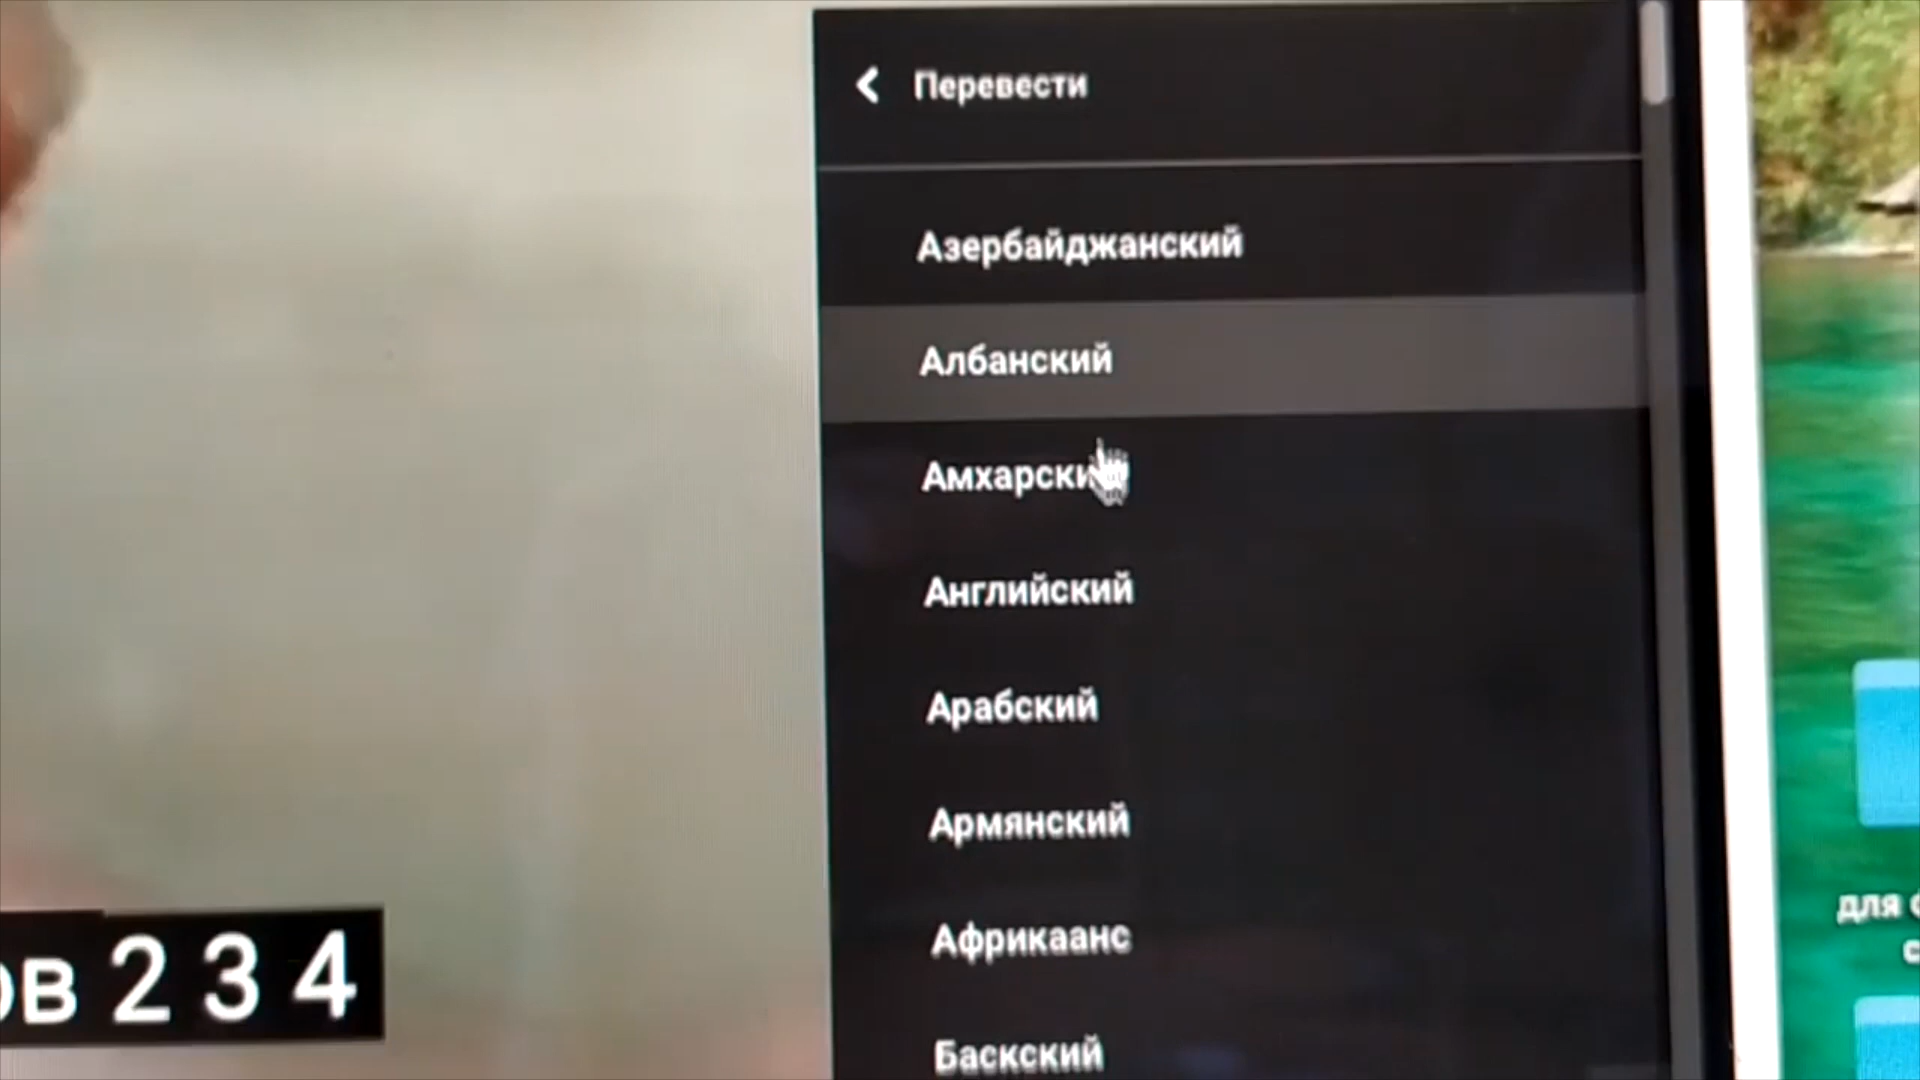 Перевести
Азербайджанский
Албанский
Амхарский
Английский
Арабский
Армянский
Африкаанс
Баскский
ов 2 3 4
для